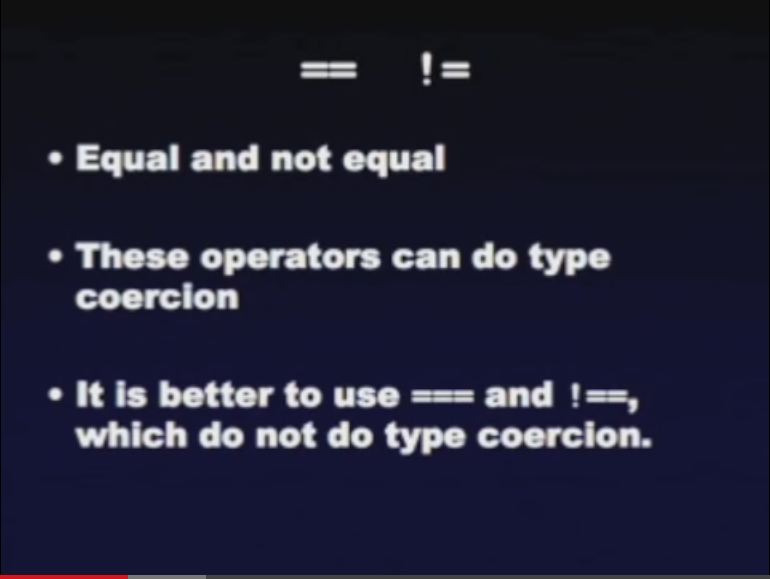 == !=
• Equal and not equal
• These operators can do type
coercion
• It is better to use === and !==,
which do not do type coercion.